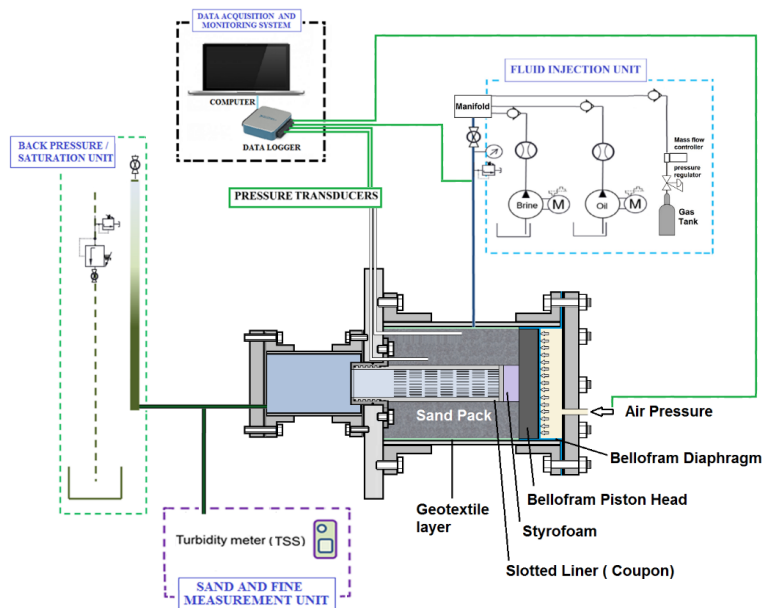 DATA ACQUISITION AND
MONITORING SYSTEM
COMPUTER
DATA LOGGER
FLUID INJECTION UNIT
Manifold
Mass flow
controller
pressure
regulator
Brine
M
Oil
M
Gas
Tank
BACK PRESSURE /
SATURATION UNIT
PRESSURE TRANSDUCERS
Sand Pack
Air Pressure
Bellofram Diaphragm
Bellofram Piston Head
Geotextile
layer
Styrofoam
Slotted Liner ( Coupon)
Turbidity meter (TSS)
SAND AND FINE
MEASUREMENT UNIT